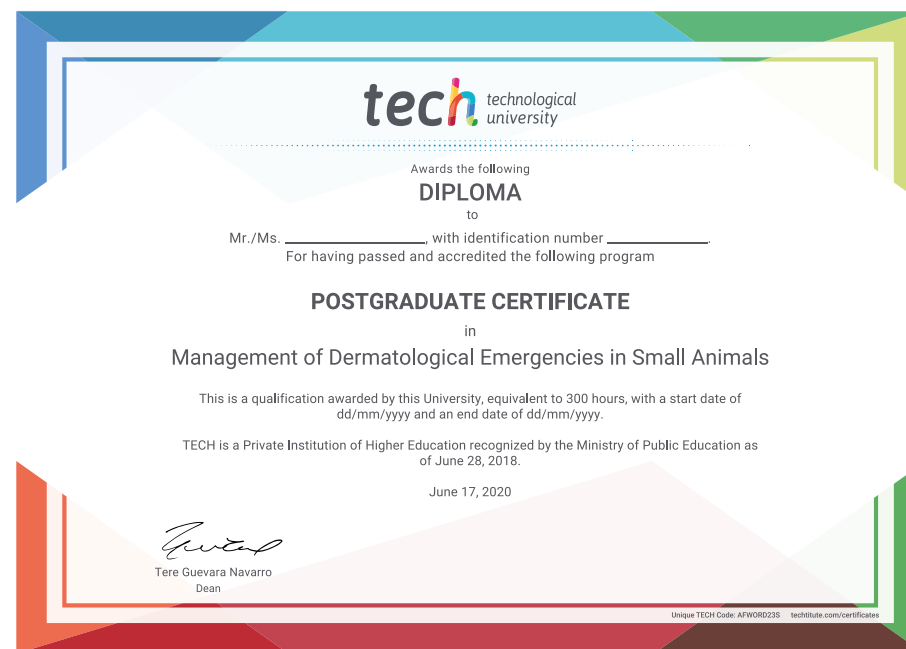 tech technological
university
Awards the following
DIPLOMA
to
Mr./Ms. ____________________, with identification number ______________.
For having passed and accredited the following program
POSTGRADUATE CERTIFICATE
in
Management of Dermatological Emergencies in Small Animals
This is a qualification awarded by this University, equivalent to 300 hours, with a start date of
dd/mm/yyyy and an end date of dd/mm/yyyy.
TECH is a Private Institution of Higher Education recognized by the Ministry of Public Education as
of June 28, 2018.
June 17, 2020
Tere Guevara Navarro
Dean
Unique TECH Code: AFWORD23S techtitute.com/certificates